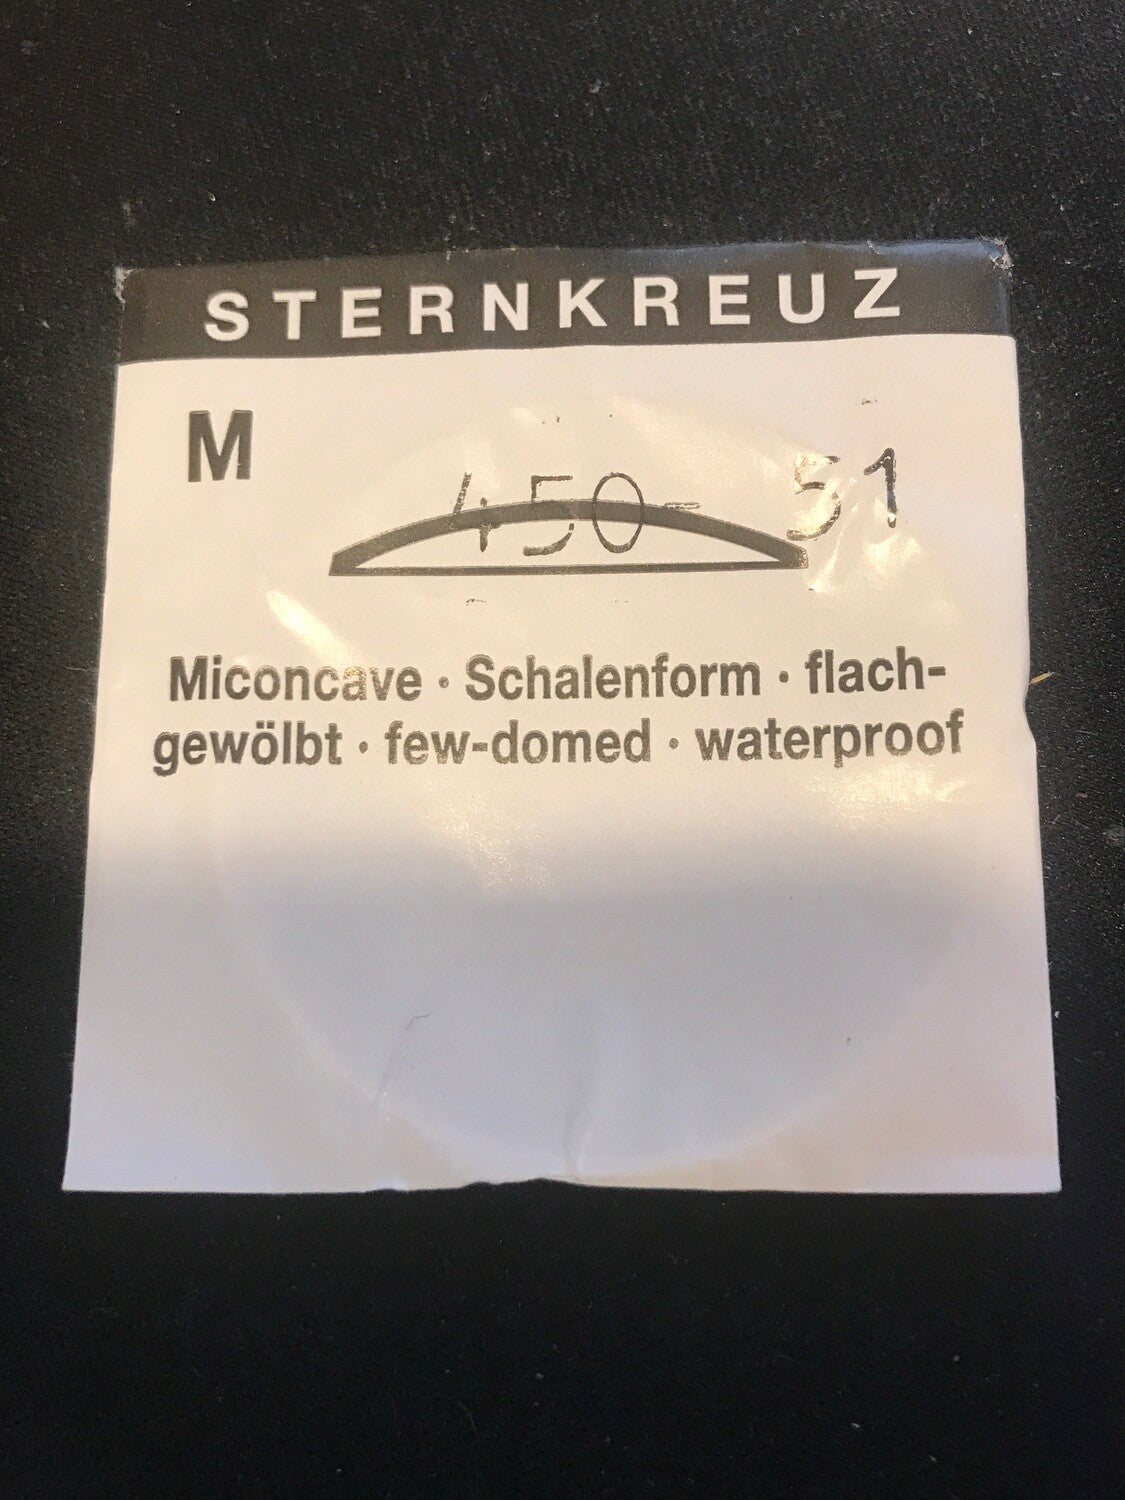 STERNKREUZ
M
450- 51
Miconcave · Schalenform · flach-
gewölbt · few-domed · waterproof